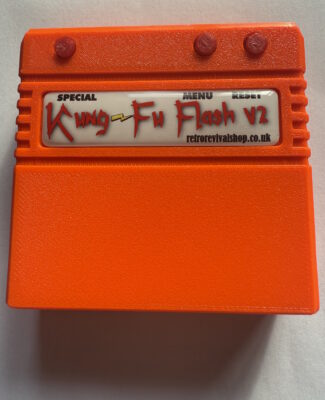 SPECIAL MENU RESET
Kung-Fu Flash V2
retrorevivalshop.co.uk